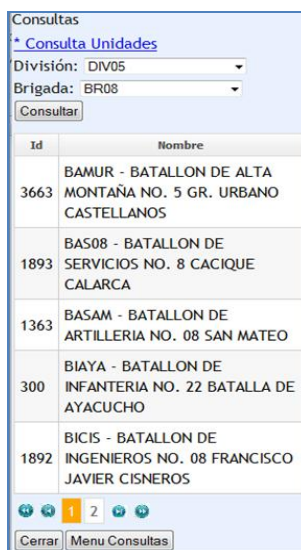 Consultas
* Consulta Unidades
División: DIV05
Brigada: BR08
Consultar
Id Nombre
3663 BAMUR - BATALLON DE ALTA
MONTAÑA NO. 5 GR. URBANO
CASTELLANOS
1893 BAS08 - BATALLON DE
SERVICIOS NO. 8 CACIQUE
CALARCA
1363 BASAM - BATALLON DE
ARTILLERIA NO. 08 SAN MATEO
300 BIAYA - BATALLON DE
INFANTERIA NO. 22 BATALLA DE
AYACUCHO
1892 BICIS - BATALLON DE
INGENIEROS NO. 08 FRANCISCO
JAVIER CISNEROS
1 2
Cerrar Menu Consultas